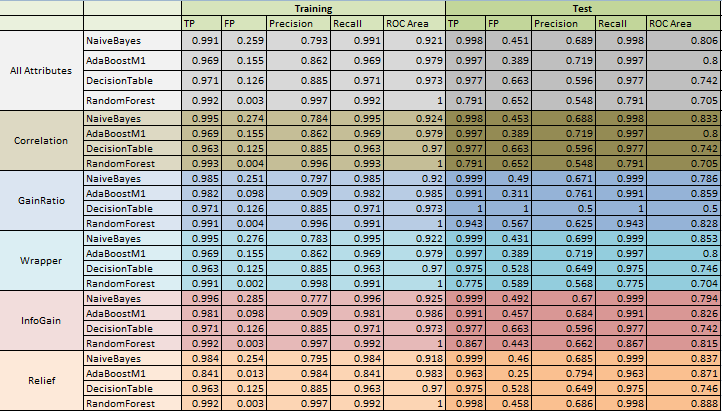 Training Test
TP FP Precision Recall ROC Area TP FP Precision Recall ROC Area
All Attributes
NaiveBayes 0.991 0.259 0.793 0.991 0.921 0.998 0.451 0.689 0.998 0.806
AdaBoostM1 0.969 0.155 0.862 0.969 0.979 0.997 0.389 0.719 0.997 0.8
DecisionTable 0.971 0.126 0.885 0.971 0.973 0.977 0.663 0.596 0.977 0.742
RandomForest 0.992 0.003 0.997 0.992 1 0.791 0.652 0.548 0.791 0.705
Correlation
NaiveBayes 0.995 0.274 0.784 0.995 0.924 0.998 0.453 0.688 0.998 0.833
AdaBoostM1 0.969 0.155 0.862 0.969 0.979 0.997 0.389 0.719 0.997 0.8
DecisionTable 0.963 0.125 0.885 0.963 0.97 0.977 0.663 0.596 0.977 0.742
RandomForest 0.993 0.004 0.996 0.993 1 0.791 0.652 0.548 0.791 0.705
GainRatio
NaiveBayes 0.985 0.251 0.797 0.985 0.92 0.999 0.49 0.671 0.999 0.786
AdaBoostM1 0.982 0.098 0.909 0.982 0.985 0.991 0.311 0.761 0.991 0.859
DecisionTable 0.971 0.126 0.885 0.971 0.973 1 1 0.5 1 0.5
RandomForest 0.991 0.004 0.996 0.991 1 0.943 0.567 0.625 0.943 0.828
Wrapper
NaiveBayes 0.995 0.276 0.783 0.995 0.922 0.999 0.431 0.699 0.999 0.853
AdaBoostM1 0.969 0.155 0.862 0.969 0.979 0.997 0.389 0.719 0.997 0.8
DecisionTable 0.963 0.125 0.885 0.963 0.97 0.975 0.528 0.649 0.975 0.746
RandomForest 0.991 0.002 0.998 0.991 1 0.775 0.589 0.568 0.775 0.704
InfoGain
NaiveBayes 0.996 0.285 0.777 0.996 0.925 0.999 0.492 0.67 0.999 0.794
AdaBoostM1 0.981 0.098 0.909 0.981 0.986 0.991 0.457 0.684 0.991 0.826
DecisionTable 0.971 0.126 0.885 0.971 0.973 0.977 0.663 0.596 0.977 0.742
RandomForest 0.992 0.003 0.997 0.992 1 0.867 0.443 0.662 0.867 0.815
Relief
NaiveBayes 0.984 0.254 0.795 0.984 0.918 0.999 0.46 0.685 0.999 0.837
AdaBoostM1 0.841 0.013 0.984 0.841 0.983 0.963 0.25 0.794 0.963 0.871
DecisionTable 0.963 0.125 0.885 0.963 0.97 0.975 0.528 0.649 0.975 0.746
RandomForest 0.992 0.003 0.997 0.992 1 0.998 0.458 0.686 0.998 0.888